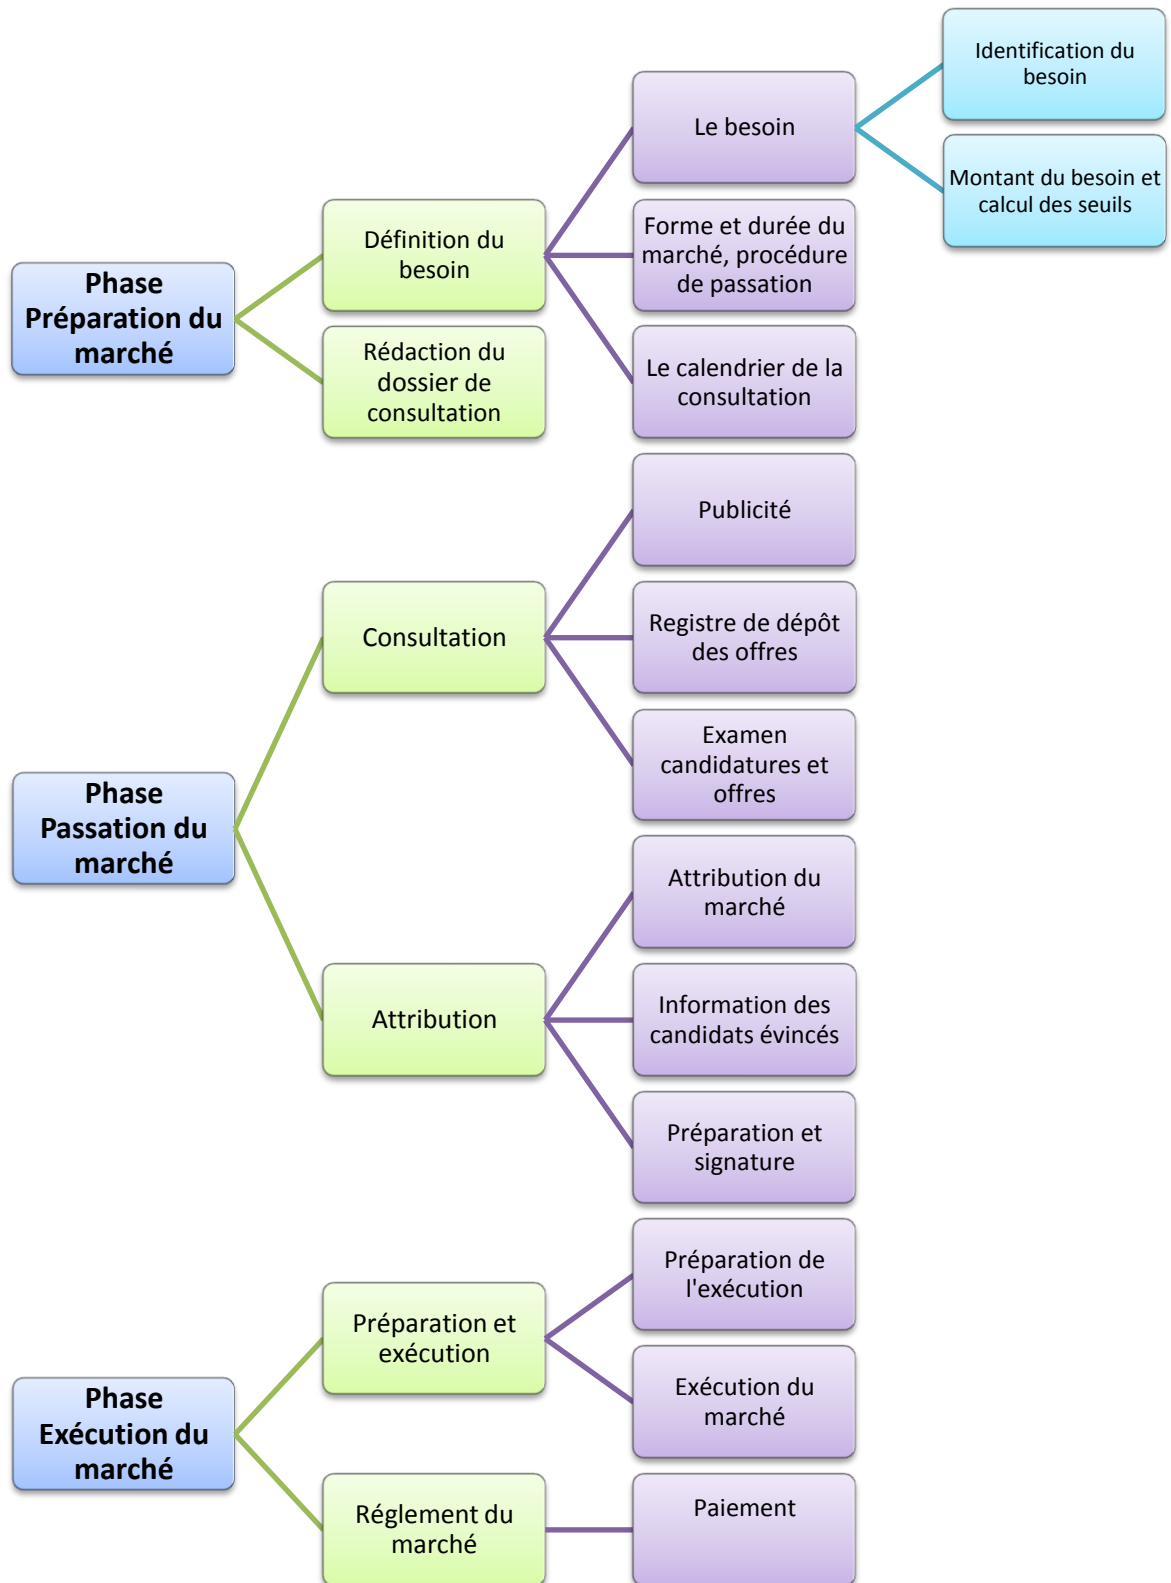 Identification du
besoin
Le besoin
Montant du besoin et
calcul des seuils
Définition du
besoin
Forme et durée du
marché, procédure
de passation
Phase
Préparation du
marché
Rédaction du
dossier de
consultation
Le calendrier de la
consultation
Publicité
Consultation
Registre de dépôt
des offres
Examen
candidatures et
offres
Phase
Passation du
marché
Attribution du
marché
Attribution
Information des
candidats évincés
Préparation et
signature
Préparation de
l'exécution
Préparation et
exécution
Exécution du
marché
Phase
Exécution du
marché
Réglement du
marché
Paiement